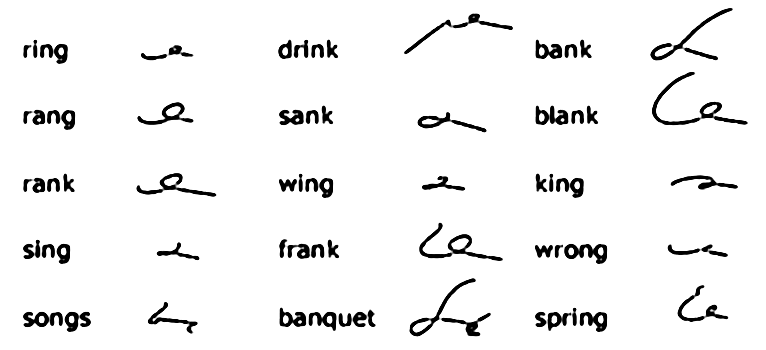 ring drink bank
rang sank blank
rank wing king
sing frank wrong
songs banquet spring